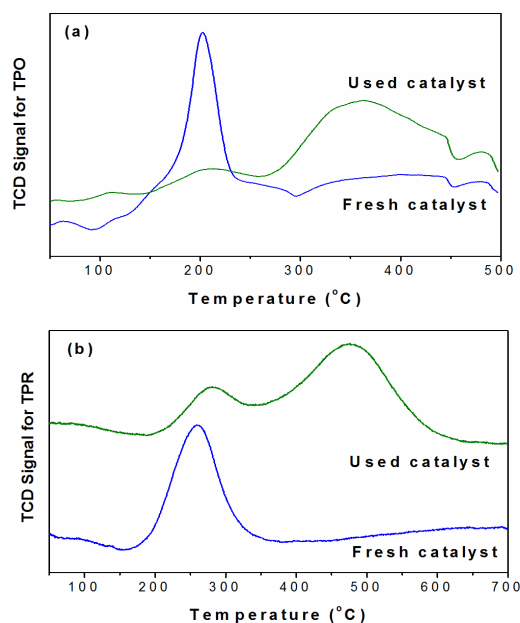 (a)
TCD Signal for TPO
Used catalyst
Fresh catalyst
100 200 300 400 500
Temperature (°C)
(b)
TCD Signal for TPR
Used catalyst
Fresh catalyst
100 200 300 400 500 600 700
Temperature (°C)